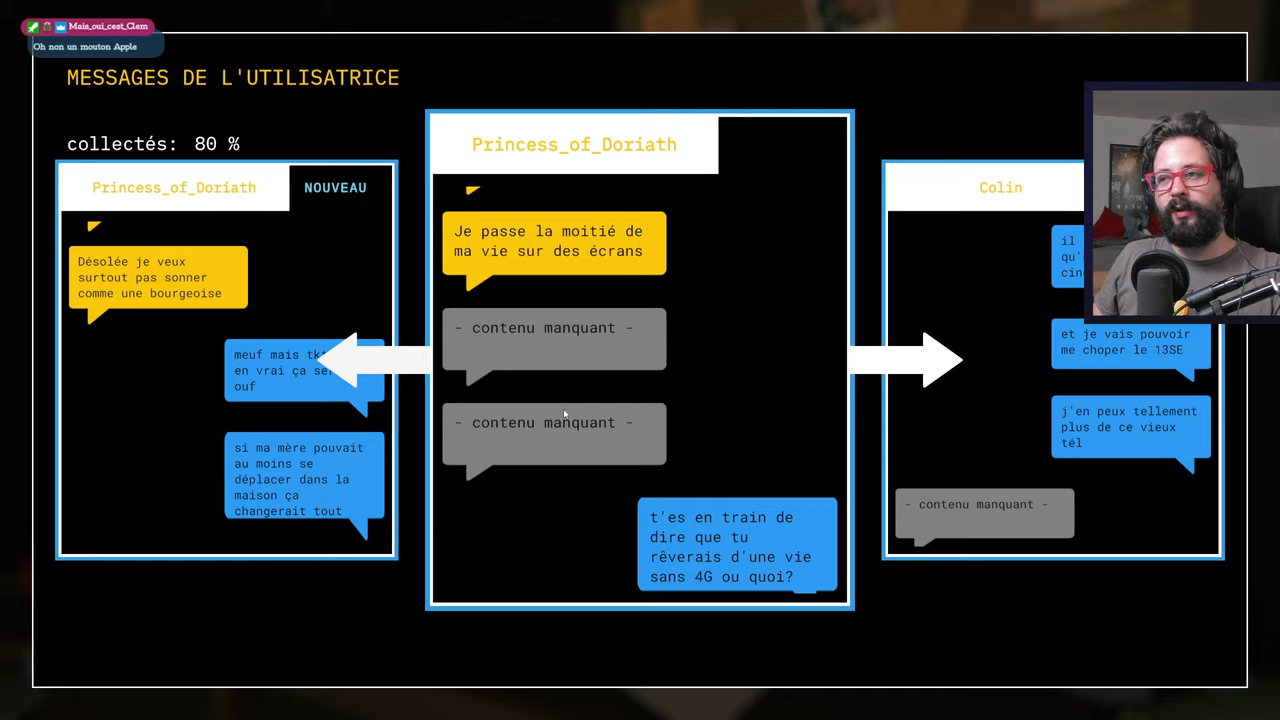 Mais_oui_cest_Clem
Oh non un mouton Apple
MESSAGES DE L'UTILISATRICE
collectés: 80 %
Princess_of_Doriath
NOUVEAU
Désolée je veux
surtout pas sonner
comme une bourgeoise
meuf mais
en vrai ça
ouf
si ma mère pouvait
au moins se
déplacer dans la
maison ça
changerait tout
Princess_of_Doriath
Je passe la moitié de
ma vie sur des écrans
- contenu manquant -
- contenu manquant -
t'es en train de
dire que tu
rêverais d'une vie
sans 4G ou quoi?
Colin
il
et je vais pouvoir
me choper le 13SE
j'en peux tellement
plus de ce vieux
tél
- contenu manquant -